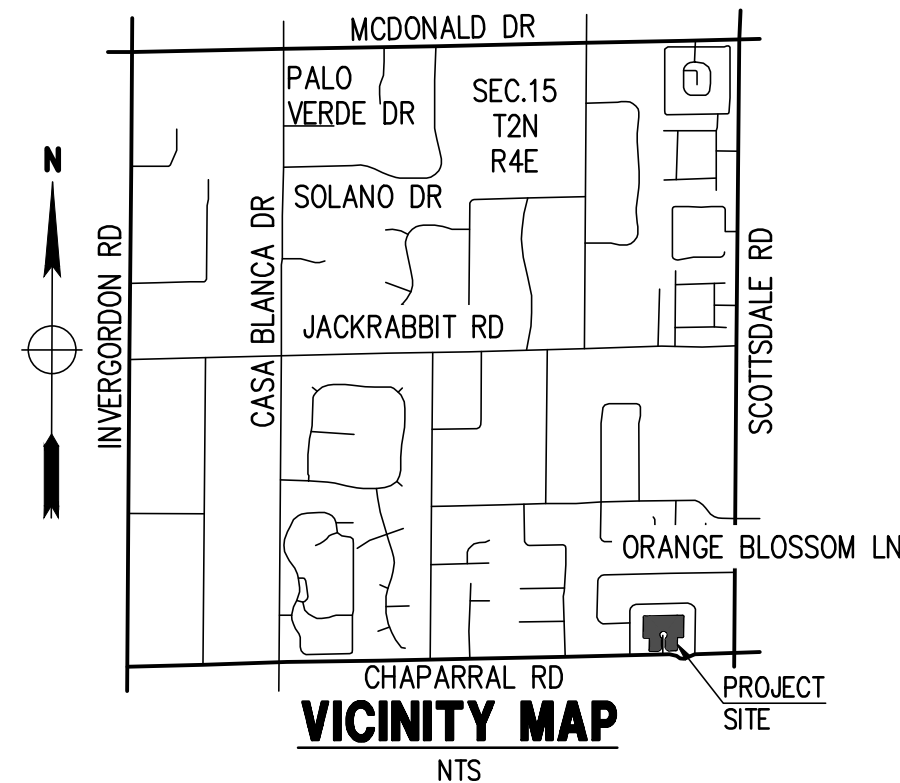 MCDONALD DR
PALO
VERDE DR
SEC.15
T2N
R4E
N
SOLANO DR
INVERGORDON RD
CASA BLANCA DR
SCOTTSDALE RD
JACKRABBIT RD
ORANGE BLOSSOM LN
CHAPARRAL RD
PROJECT
SITE
VICINITY MAP
NTS